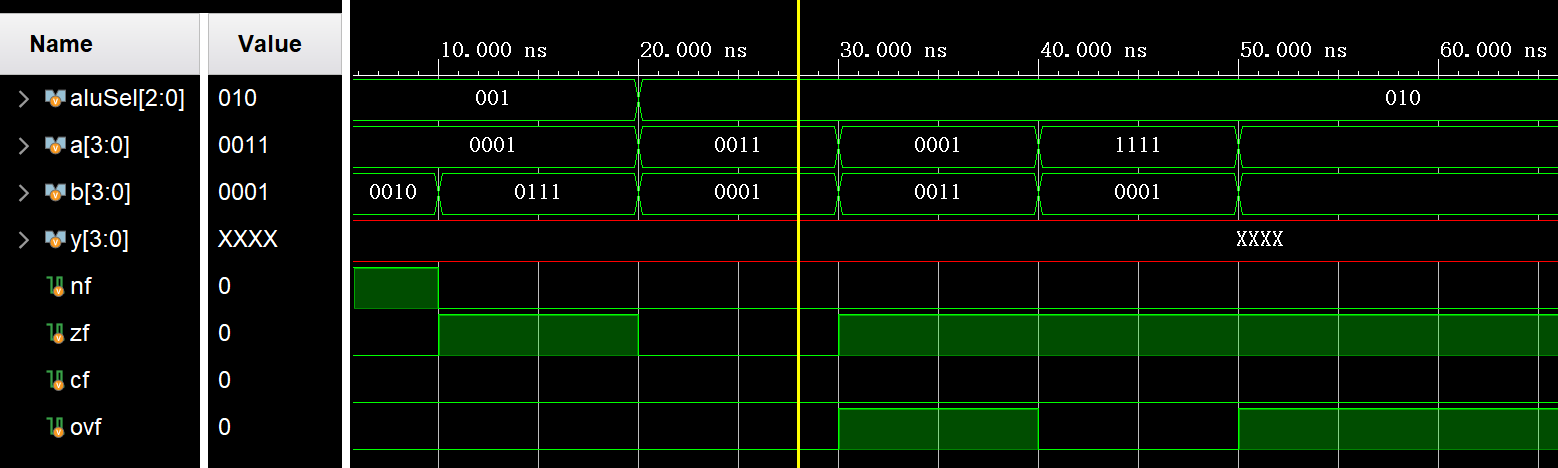 Name Value 10.000 ns 20.000 ns 30.000 ns 40.000 ns 50.000 ns 60.000 ns
aluSel[2:0] 010 001 010
a[3:0] 0011 0001 0011 0001 1111
b[3:0] 0001 0010 0111 0001 0011 0001
y[3:0] XXXX XXXX
nf 0
zf 0
cf 0
ovf 0